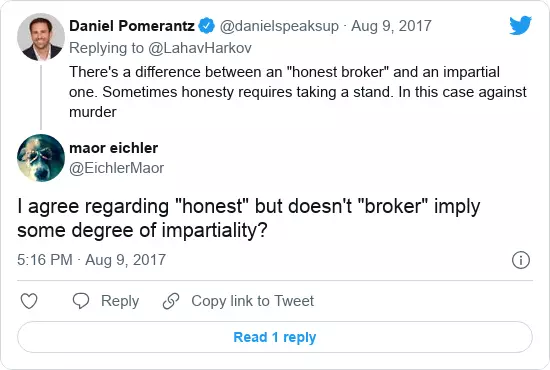 Daniel Pomerantz @danielspeaksup · Aug 9, 2017
Replying to @LahavHarkov
There's a difference between an "honest broker" and an impartial
one. Sometimes honesty requires taking a stand. In this case against
murder
maor eichler
@EichlerMaor
I agree regarding "honest" but doesn't "broker" imply
some degree of impartiality?
5:16 PM · Aug 9, 2017
Reply
Copy link to Tweet
Read 1 reply